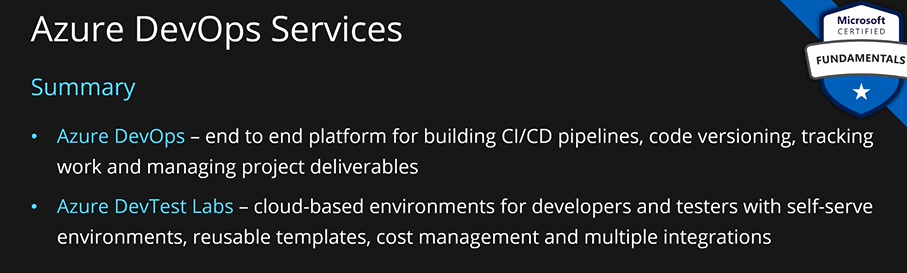 Azure DevOps Services
Microsoft
CERTIFIED
FUNDAMENTALS
Summary
• Azure DevOps – end to end platform for building CI/CD pipelines, code versioning, tracking
work and managing project deliverables
• Azure DevTest Labs – cloud-based environments for developers and testers with self-serve
environments, reusable templates, cost management and multiple integrations